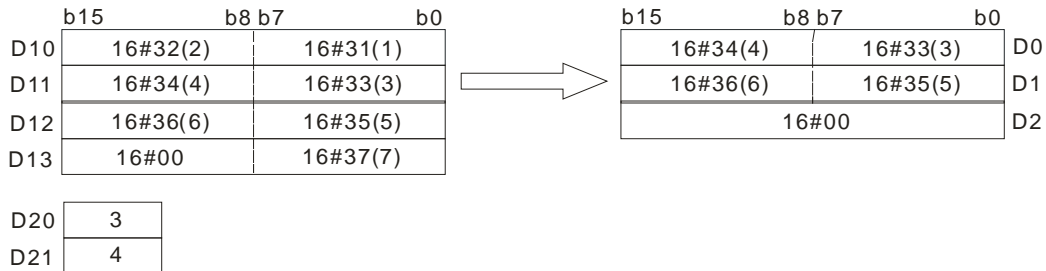 b15 b8 b7 b0 b15 b8 b7 b0
D10 16#32(2) 16#31(1) 16#34(4) 16#33(3) D0
D11 16#34(4) 16#33(3) 16#36(6) 16#35(5) D1
D12 16#36(6) 16#35(5) 16#00 D2
D13 16#00 16#37(7)
D20 3
D21 4